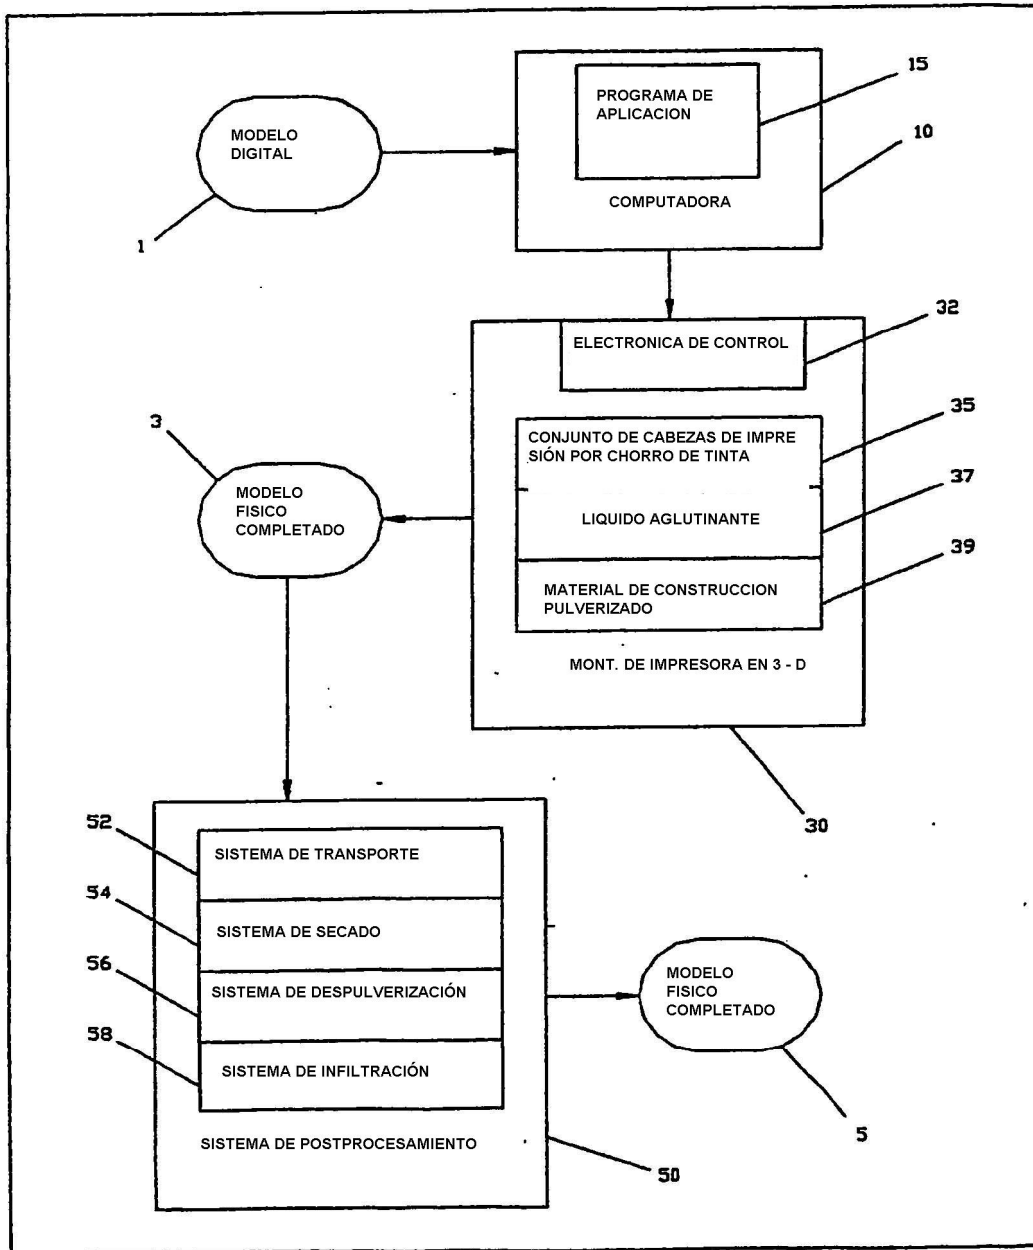 15
PROGRAMA DE
APLICACION
MODELO
DIGITAL
10
COMPUTADORA
1
32
ELECTRONICA DE CONTROL
35
3
CONJUNTO DE CABEZAS DE IMPRE
SIÓN POR CHORRO DE TINTA
37
MODELO
FISICO
COMPLETADO
LIQUIDO AGLUTINANTE
39
MATERIAL DE CONSTRUCCION
PULVERIZADO
MONT. DE IMPRESORA EN 3 - D
30
52
SISTEMA DE TRANSPORTE
54
SISTEMA DE SECADO
56
SISTEMA DE DESPULVERIZACIÓN
MODELO
FISICO
COMPLETADO
58
SISTEMA DE INFILTRACIÓN
5
SISTEMA DE POSTPROCESAMIENTO
50